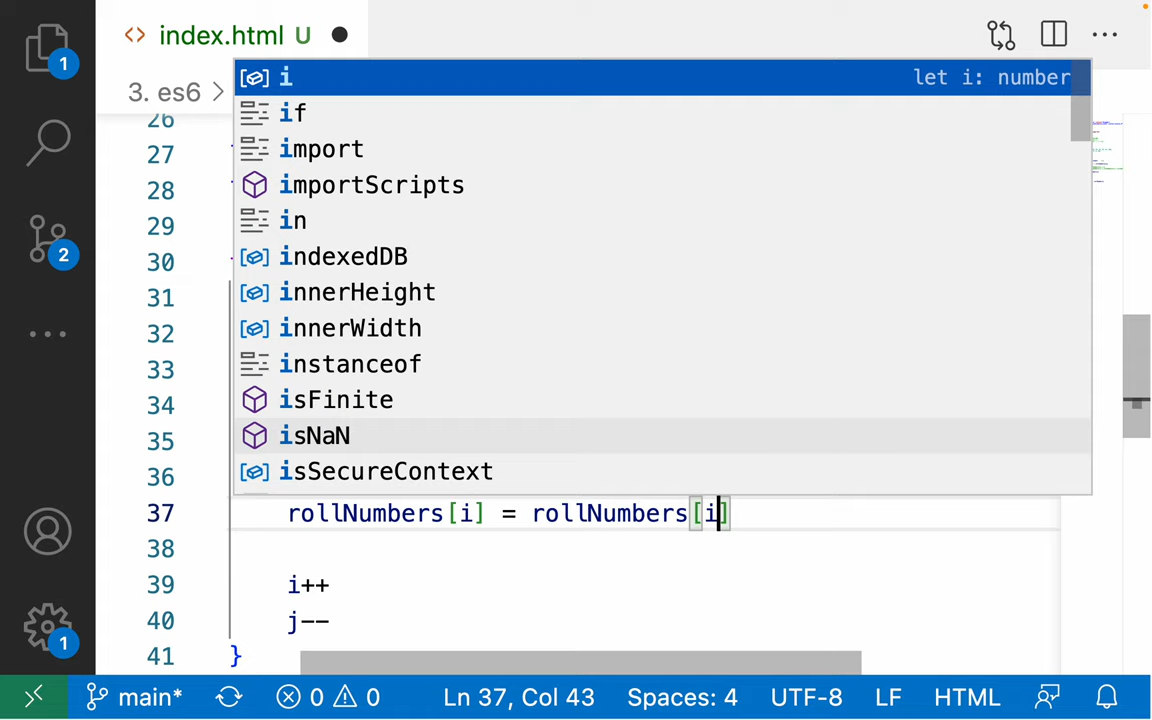 index.html U
1
3. es6 >
i let i: number
if
import
importScripts
in
indexedDB
innerHeight
innerWidth
instanceof
isFinite
isNaN
isSecureContext
26
27
28
29
30
31
32
33
34
35
36
37 rollNumbers[i] = rollNumbers[i]
38
39 i++
40 j--
41 }
2
1
main* 0 0 Ln 37, Col 43 Spaces: 4 UTF-8 LF HTML